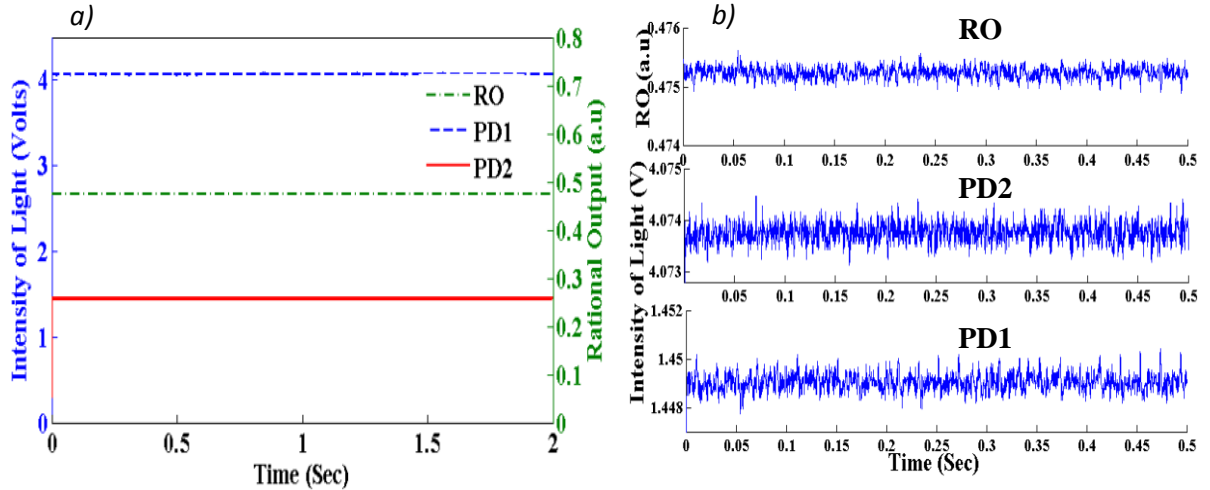 a)
Intensity of Light (Volts)
4
3
2
1
0
0.8
0.7
0.6
0.5
0.4
0.3
0.2
0.1
0
Rational Output (a.u)
RO
PD1
PD2
0 0.5 1 1.5 2
Time (Sec)
b)
RO
RO (a.u)
0.476
0.475
0.474
0 0.05 0.1 0.15 0.2 0.25 0.3 0.35 0.4 0.45 0.5
PD2
Intensity of Light (V)
4.075
4.074
4.073
0.05 0.1 0.15 0.2 0.25 0.3 0.35 0.4 0.45 0.5
PD1
1.452
1.45
1.448
0 0.05 0.1 0.15 0.2 0.25 0.3 0.35 0.4 0.45 0.5
Time (Sec)